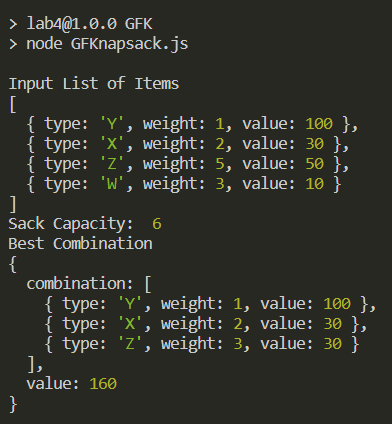 > lab4@1.0.0 GFK
> node GFKnapsack.js
Input List of Items
[
{ type: 'Y', weight: 1, value: 100 },
{ type: 'X', weight: 2, value: 30 },
{ type: 'Z', weight: 5, value: 50 },
{ type: 'W', weight: 3, value: 10 }
]
Sack Capacity:  6
Best Combination
{
combination: [
{ type: 'Y', weight: 1, value: 100 },
{ type: 'X', weight: 2, value: 30 },
{ type: 'Z', weight: 3, value: 30 }
],
value: 160
}